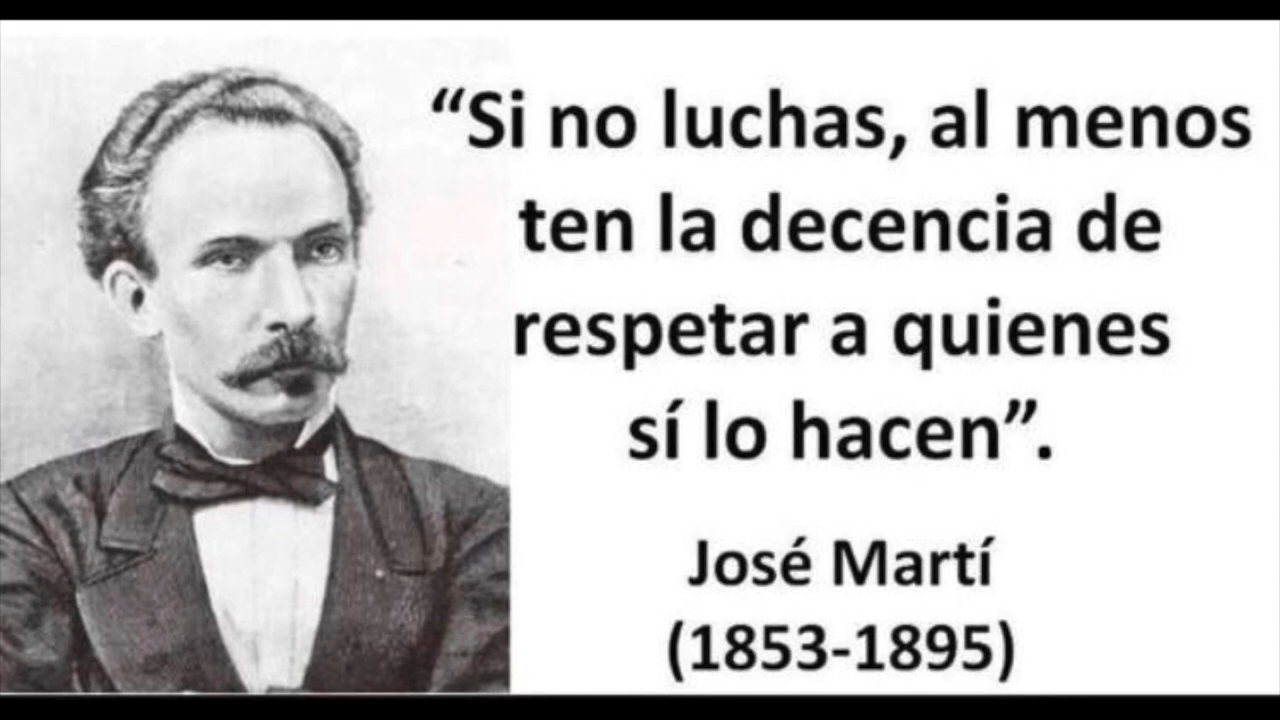 “Si no luchas, al menos
ten la decencia de
respetar a quienes
sí lo hacen”.
José Martí
(1853-1895)